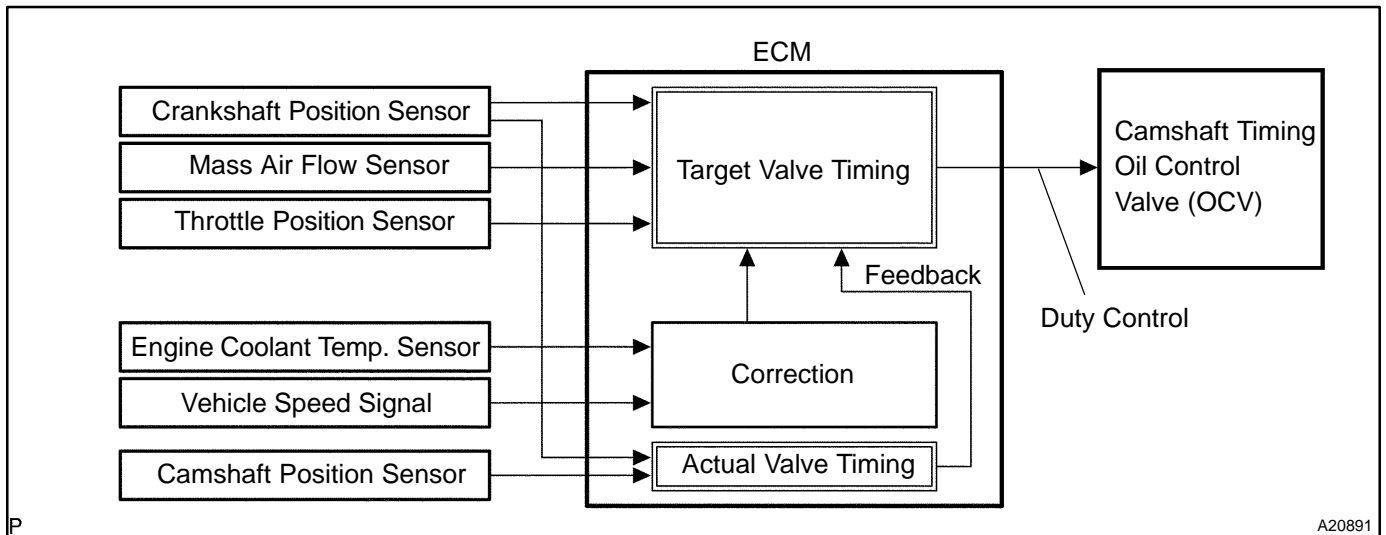 ECM
Crankshaft Position Sensor
Mass Air Flow Sensor
Throttle Position Sensor
Target Valve Timing
Camshaft Timing
Oil Control
Valve (OCV)
Feedback
Duty Control
Engine Coolant Temp. Sensor
Vehicle Speed Signal
Correction
Camshaft Position Sensor
Actual Valve Timing
P
A20891